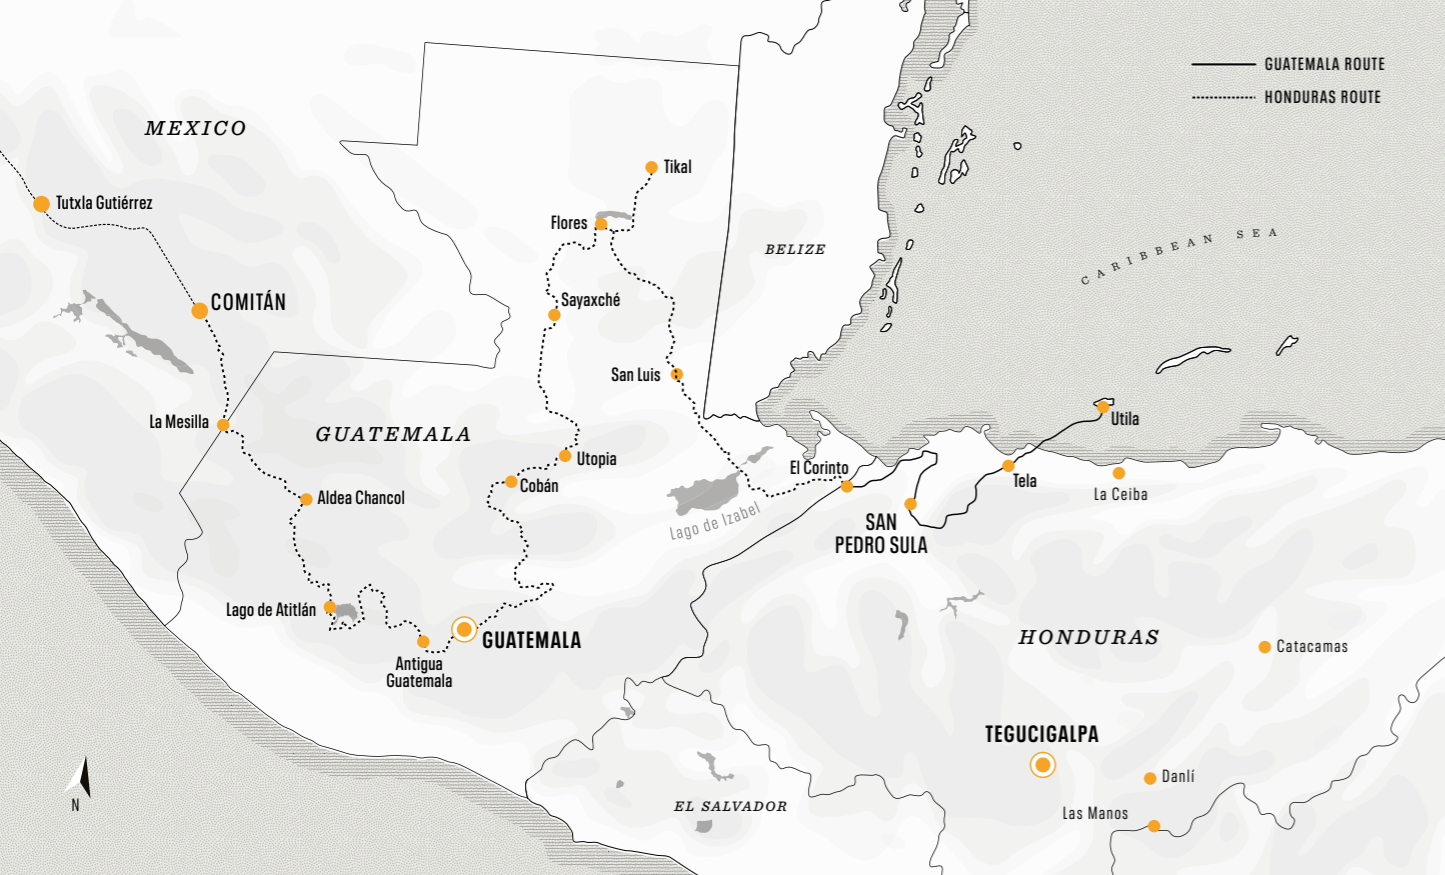 GUATEMALA ROUTE
HONDURAS ROUTE
MEXICO
Tikal
Tutxla Gutiérrez
Flores
BELIZE
CARIBBEAN SEA
COMITÁN
Sayaxché
San Luis
La Mesilla
GUATEMALA
Utila
Utopia
El Corinto
Cobán
Tela
La Ceiba
Aldea Chancol
Lago de Izabel
SAN
PEDRO SULA
Lago de Atitlán
GUATEMALA
HONDURAS
Catacamas
Antigua
Guatemala
TEGUCIGALPA
Danlí
EL SALVADOR
Las Manos
N